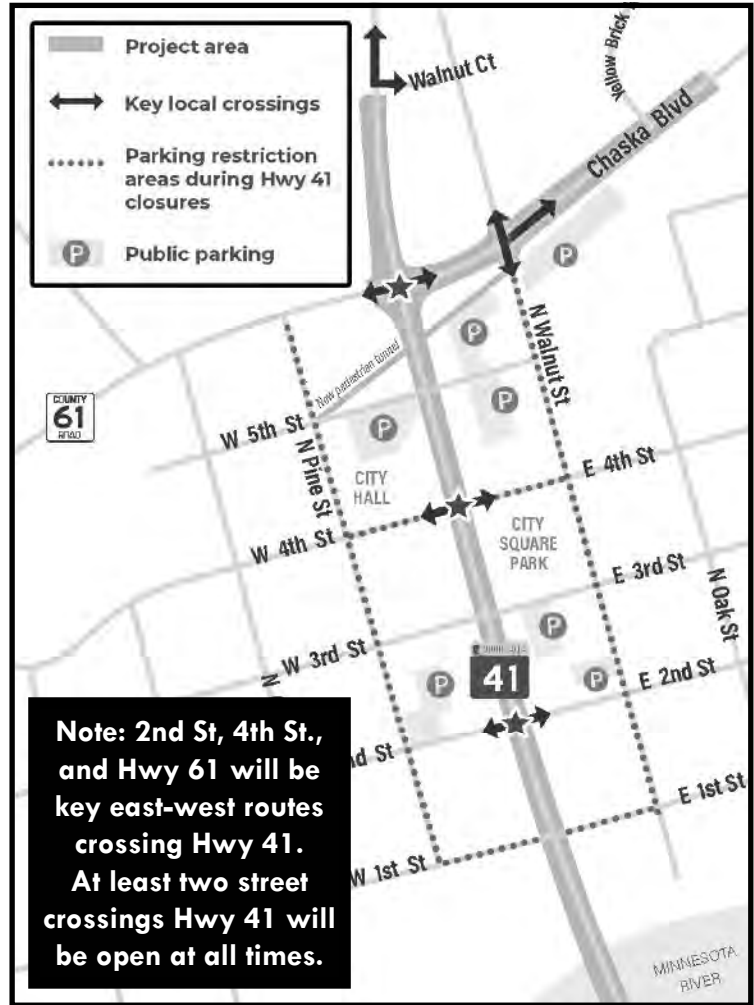 Project area
Key local crossings
Parking restriction
areas during Hwy 41
closures
P
Public parking
Walnut Ct
Yellow Brick
Chaska Blvd
P
N Walnut St
P
New pedestrian tunnel
COUNTY
61
ROAD
P
W 5th St
P
N Pine St
CITY
HALL
E 4th St
W 4th St
CITY
SQUARE
PARK
E 3rd St
N Oak St
P
W 3rd St
41
P
P
E 2nd St
N
nd St
E 1st St
W 1st St
Note: 2nd St, 4th St.,
and Hwy 61 will be
key east-west routes
crossing Hwy 41.
At least two street
crossings Hwy 41 will
be open at all times.
MINNESOTA
RIVER